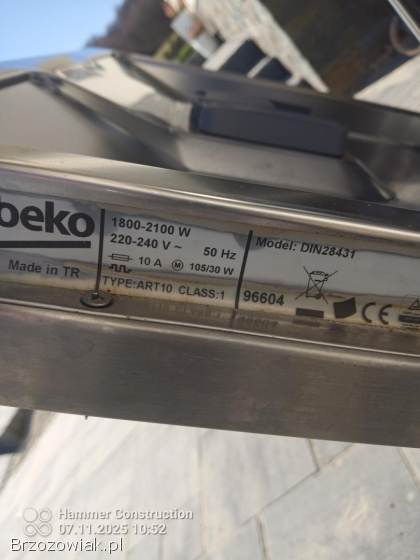 beko
Made in TR
1800-2100 W
220-240 V ~ 50 Hz
10 A M 105/30 W
TYPE:ART10 CLASS:1
Model: DIN28431
96604
CE
Hammer Construction
07.11.2025 10:52
Brzozowiak.pl